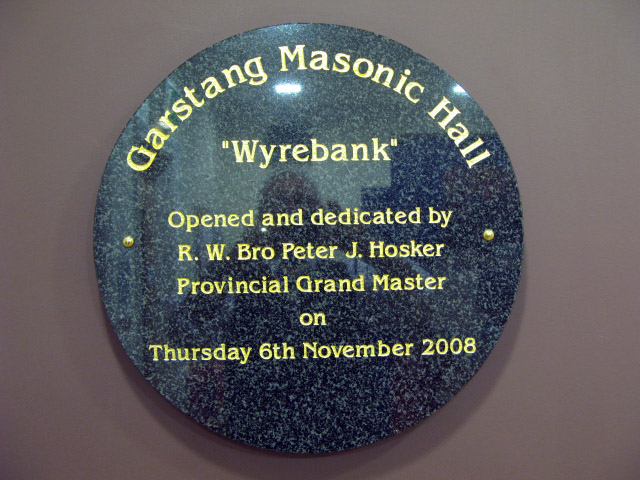 Garstang Masonic Hall
"Wyrebank"
Opened and dedicated by
R. W. Bro Peter J. Hosker
Provincial Grand Master
on
Thursday 6th November 2008